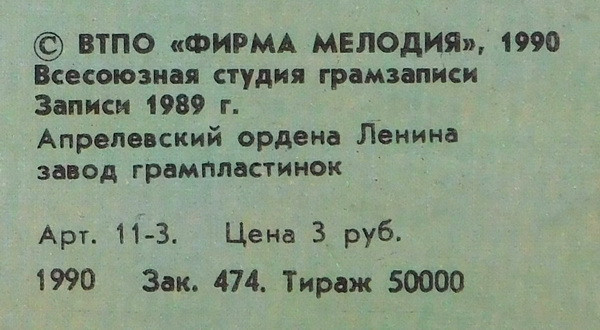 © ВТПО «ФИРМА МЕЛОДИЯ», 1990
Всесоюзная студия грамзаписи
Записи 1989 г.
Апрелевский ордена Ленина
завод грампластинок
Арт. 11-3. Цена 3 руб.
1990 Зак. 474. Тираж 50000